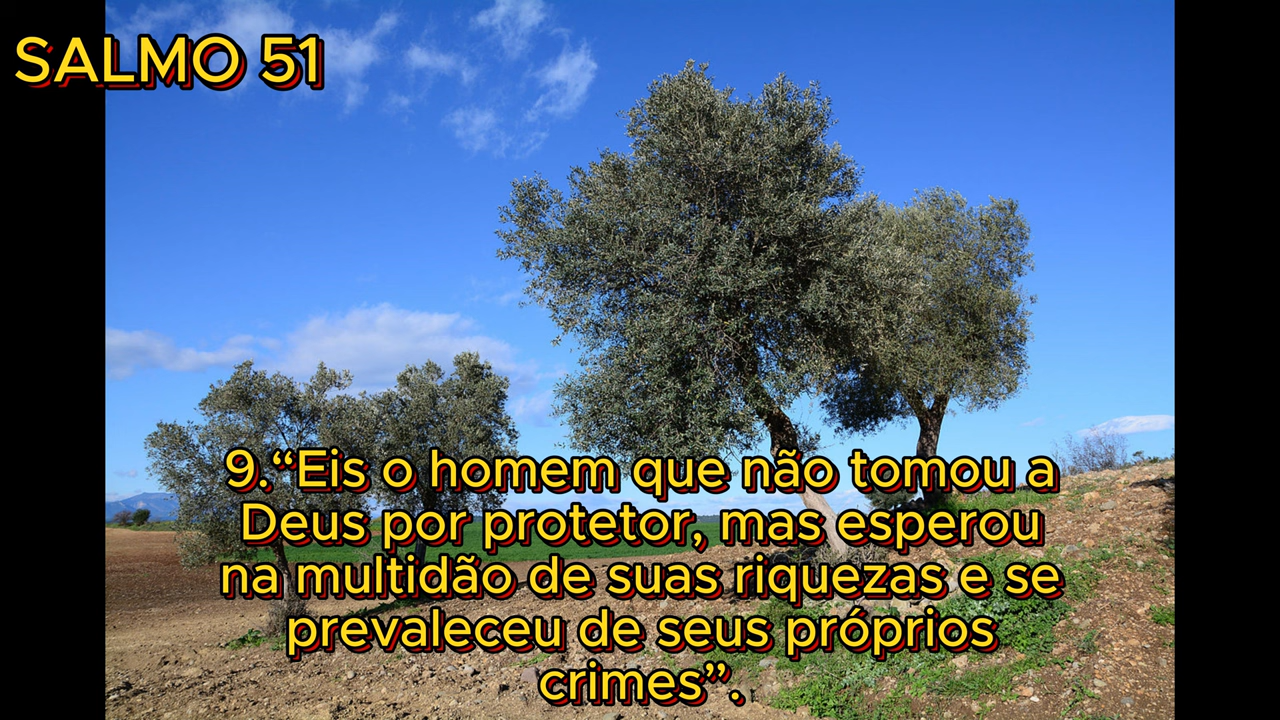 SALMO 51
9.“Eis o homem que não tomou a
Deus por protetor, mas esperou
na multidão de suas riquezas e se
prevaleceu de seus próprios
crimes”.